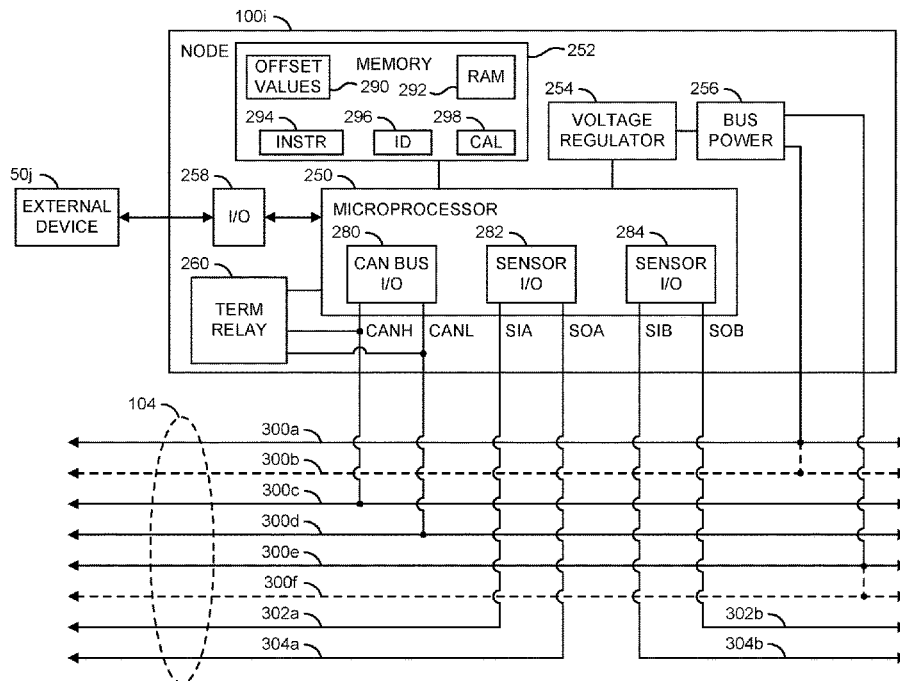 100i
NODE
252
OFFSET
VALUES
MEMORY
290
292
RAM
294
INSTR
296
ID
298
CAL
254
VOLTAGE
REGULATOR
256
BUS
POWER
50j
EXTERNAL
DEVICE
258
I/O
250
MICROPROCESSOR
280
CAN BUS
I/O
282
SENSOR
I/O
284
SENSOR
I/O
260
TERM
RELAY
CANH
CANL
SIA
SOA
SIB
SOB
104
300a
300b
300c
300d
300e
300f
302a
302b
304a
304b